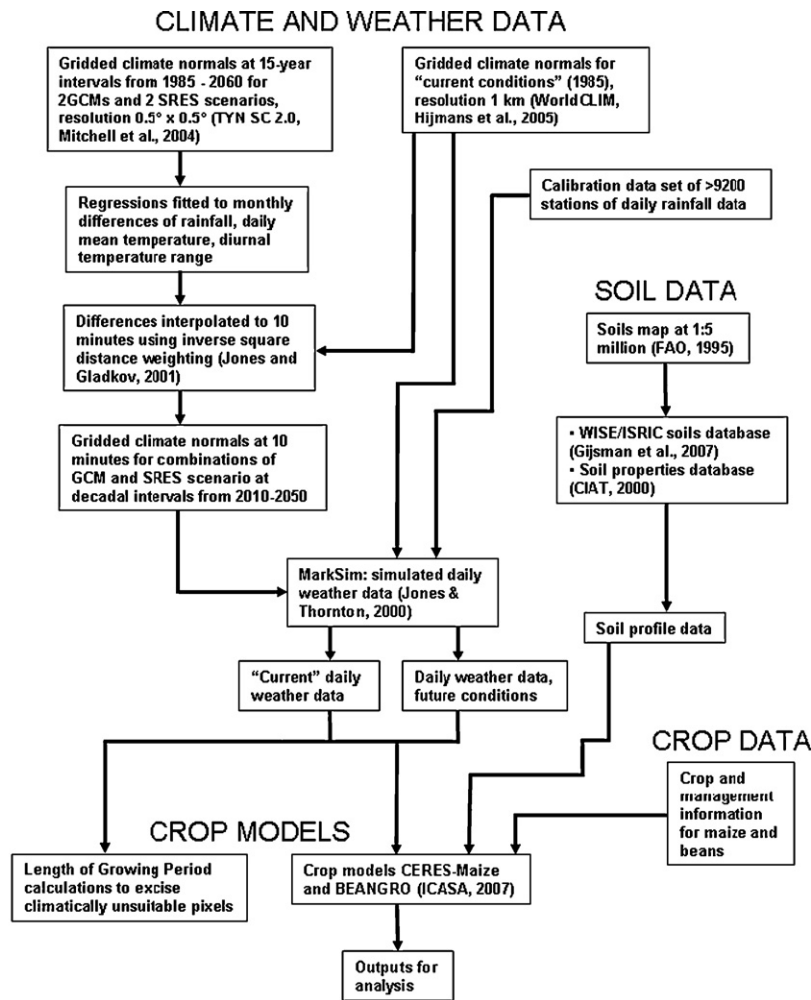 CLIMATE AND WEATHER DATA
Gridded climate normals at 15-year
intervals from 1985 - 2060 for
2GCMs and 2 SRES scenarios,
resolution 0.5° x 0.5° (TYN SC 2.0,
Mitchell et al., 2004)
Gridded climate normals for
“current conditions” (1985),
resolution 1 km (WorldCLIM,
Hijmans et al., 2005)
Calibration data set of >9200
stations of daily rainfall data
Regressions fitted to monthly
differences of rainfall, daily
mean temperature, diurnal
temperature range
SOIL DATA
Differences interpolated to 10
minutes using inverse square
distance weighting (Jones and
Gladkov, 2001)
Soils map at 1:5
million (FAO, 1995)
Gridded climate normals at 10
minutes for combinations of
GCM and SRES scenario at
decadal intervals from 2010-2050
▪ WISE/ISRIC soils database
(Gijsman et al., 2007)
▪ Soil properties database
(CIAT, 2000)
MarkSim: simulated daily
weather data (Jones &
Thornton, 2000)
Soil profile data
“Current” daily
weather data
Daily weather data,
future conditions
CROP DATA
Crop and
management
information
for maize and
beans
CROP MODELS
Length of Growing Period
calculations to excise
climatically unsuitable pixels
Crop models CERES-Maize
and BEANGRO (ICASA, 2007)
Outputs for
analysis